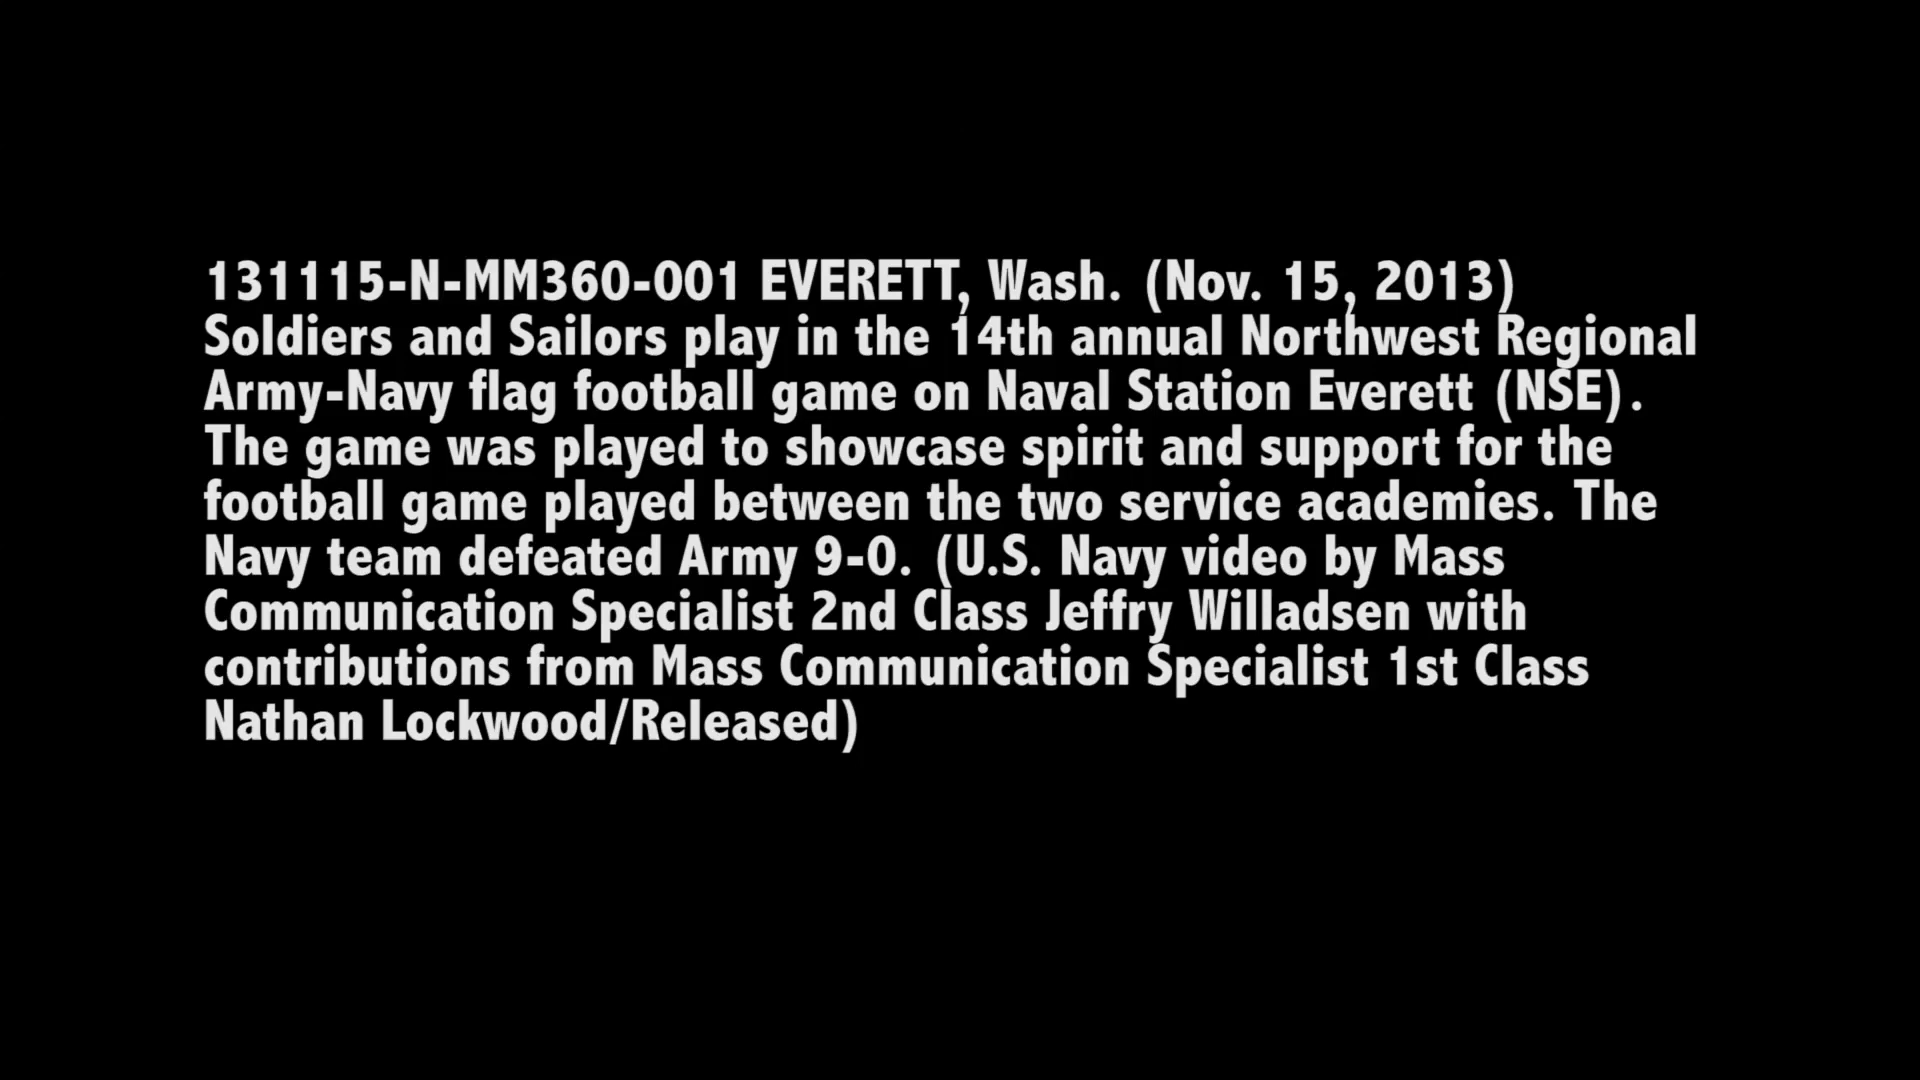 131115-N-MM360-001 EVERETT, Wash. (Nov. 15, 2013)
Soldiers and Sailors play in the 14th annual Northwest Regional
Army-Navy flag football game on Naval Station Everett (NSE).
The game was played to showcase spirit and support for the
football game played between the two service academies. The
Navy team defeated Army 9-0. (U.S. Navy video by Mass
Communication Specialist 2nd Class Jeffry Willadsen with
contributions from Mass Communication Specialist 1st Class
Nathan Lockwood/Released)